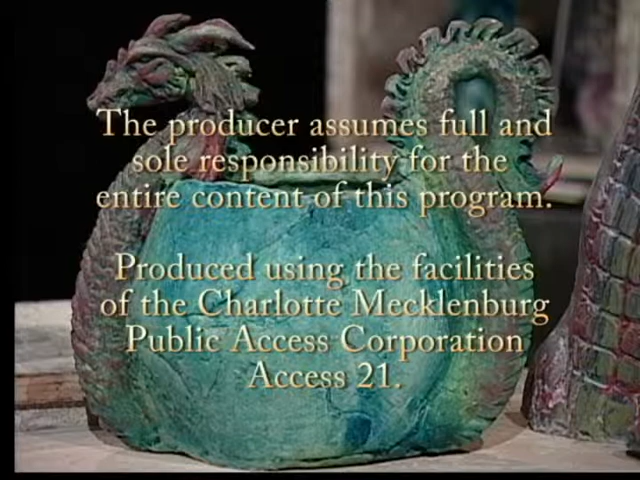 The producer assumes full and
sole responsibility for the
entire content of this program.
Produced using the facilities
of the Charlotte Mecklenburg
Public Access Corporation
Access 21.